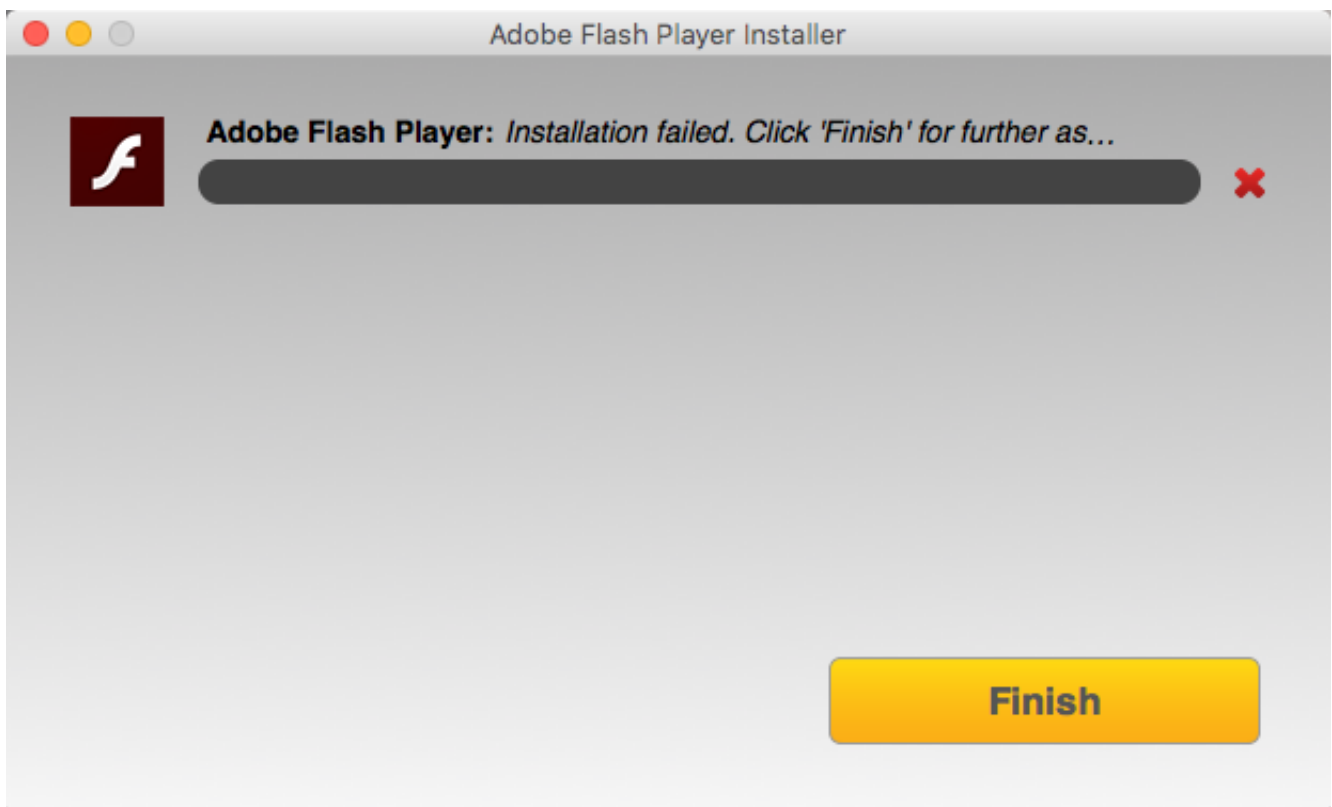 Adobe Flash Player Installer
Adobe Flash Player: Installation failed. Click 'Finish' for further as...
Finish